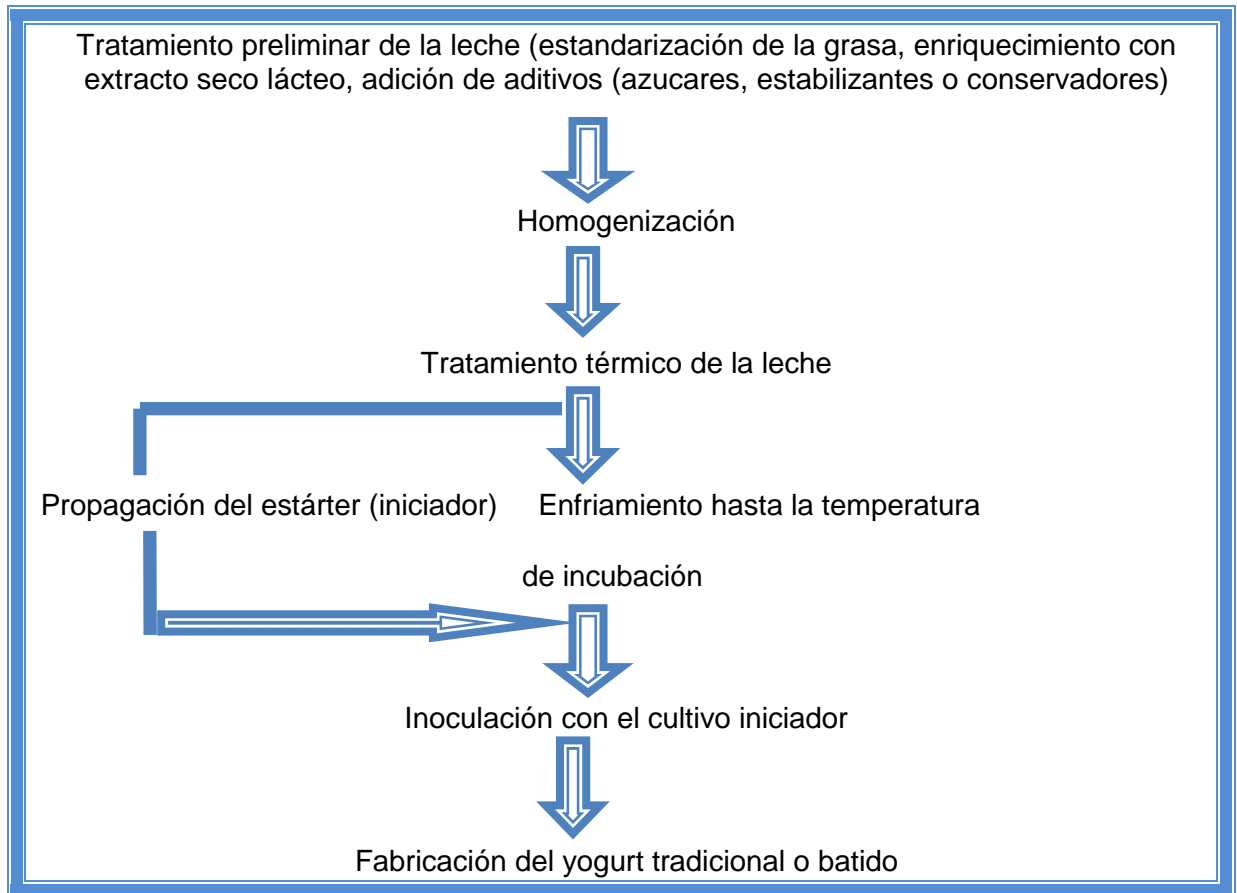 Tratamiento preliminar de la leche (estandarización de la grasa, enriquecimiento con
extracto seco lácteo, adición de aditivos (azucares, estabilizantes o conservadores)
Homogenización
Tratamiento térmico de la leche
Propagación del estárter (iniciador) Enfriamiento hasta la temperatura
de incubación
Inoculación con el cultivo iniciador
Fabricación del yogurt tradicional o batido